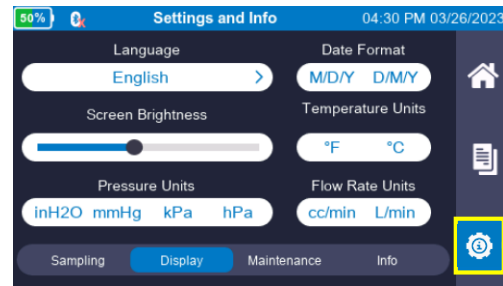 50% Settings and Info 04:30 PM 03/26/2023
Language Date Format
English M/D/Y D/M/Y
Screen Brightness Temperature Units
°F °C
Pressure Units Flow Rate Units
inH2O mmHg kPa hPa cc/min L/min
Sampling Display Maintenance Info